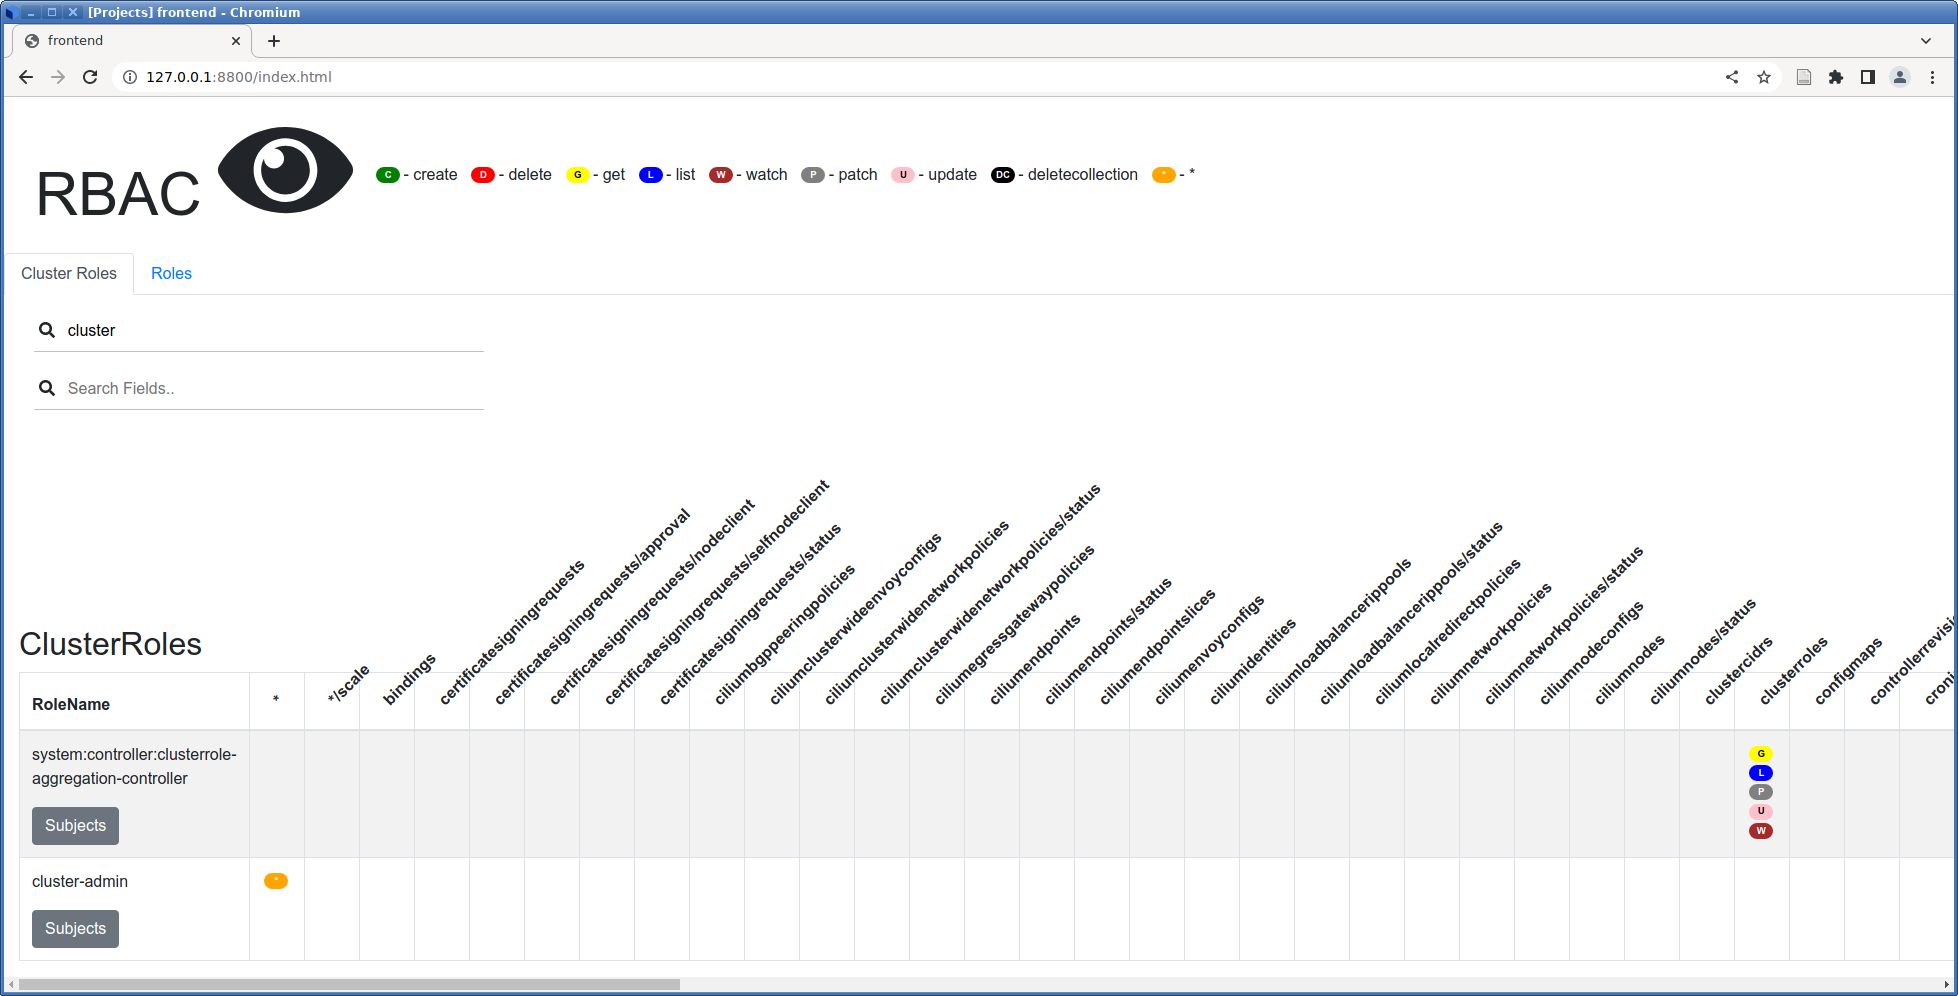 [Projects] frontend - Chromium
frontend
127.0.0.1:8800/index.html
RBAC
C - create D - delete G - get L - list W - watch P - patch U - update DC - deletecollection * - *
Cluster Roles Roles
cluster
Search Fields..
ClusterRoles
RoleName
*
*/scale
bindings
certificatesigningrequests
certificatesigningrequests/approval
certificatesigningrequests/nodeclient
certificatesigningrequests/selfnodeclient
certificatesigningrequests/status
ciliumbgppeeringpolicies
ciliumclusterwideenvoyconfigs
ciliumclusterwidenetworkpolicies
ciliumclusterwidenetworkpolicies/status
ciliumegressgatewaypolicies
ciliumendpoints
ciliumendpoints/status
ciliumendpointslices
ciliumenvoyconfigs
ciliumidentities
ciliumloadbalancerippools
ciliumloadbalancerippools/status
ciliumlocalredirectpolicies
ciliumnetworkpolicies
ciliumnetworkpolicies/status
ciliumnodeconfigs
ciliumnodes
ciliumnodes/status
clustercidrs
clusterroles
configmaps
controllerrevisi
cronj
system:controller:clusterrole-
aggregation-controller
Subjects
G
L
P
U
W
cluster-admin
*
Subjects